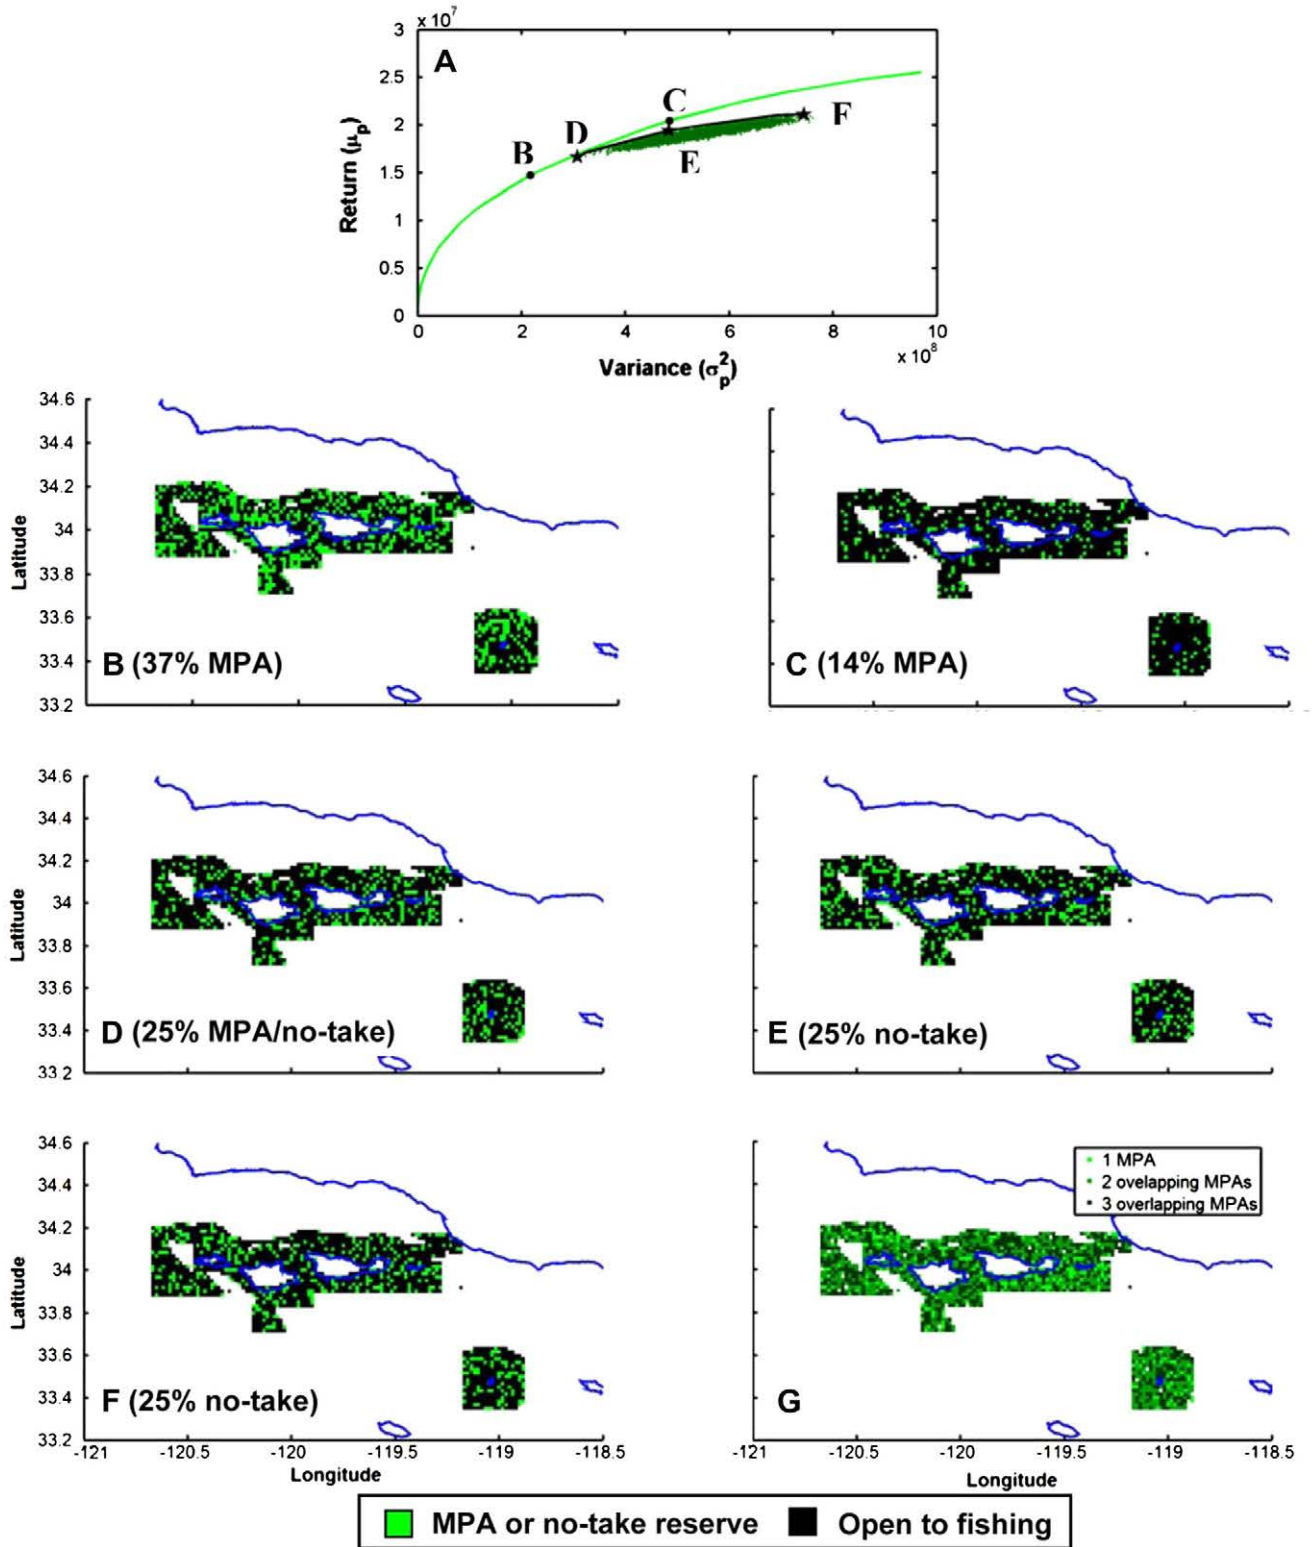 x 10^7
3
2.5
2
1.5
1
0.5
0
A
B
C
D
E
F
Return (μp)
0 2 4 6 8 10
x 10^8
Variance (σp^2)
34.6
34.4
34.2
34
33.8
33.6
33.4
33.2
Latitude
B (37% MPA)
C (14% MPA)
34.6
34.4
34.2
34
33.8
33.6
33.4
33 2
Latitude
D (25% MPA/no-take)
E (25% no-take)
34.6
34.4
34.2
34
33.8
33.6
33.4
33.2
Latitude
F (25% no-take)
1 MPA
2 ovelapping MPAs
3 overlapping MPAs
G
-121 -120.5 -120 -119.5 -119 -118.5
Longitude
-121 -120.5 -120 -119.5 -119 -118.5
Longitude
MPA or no-take reserve
Open to fishing